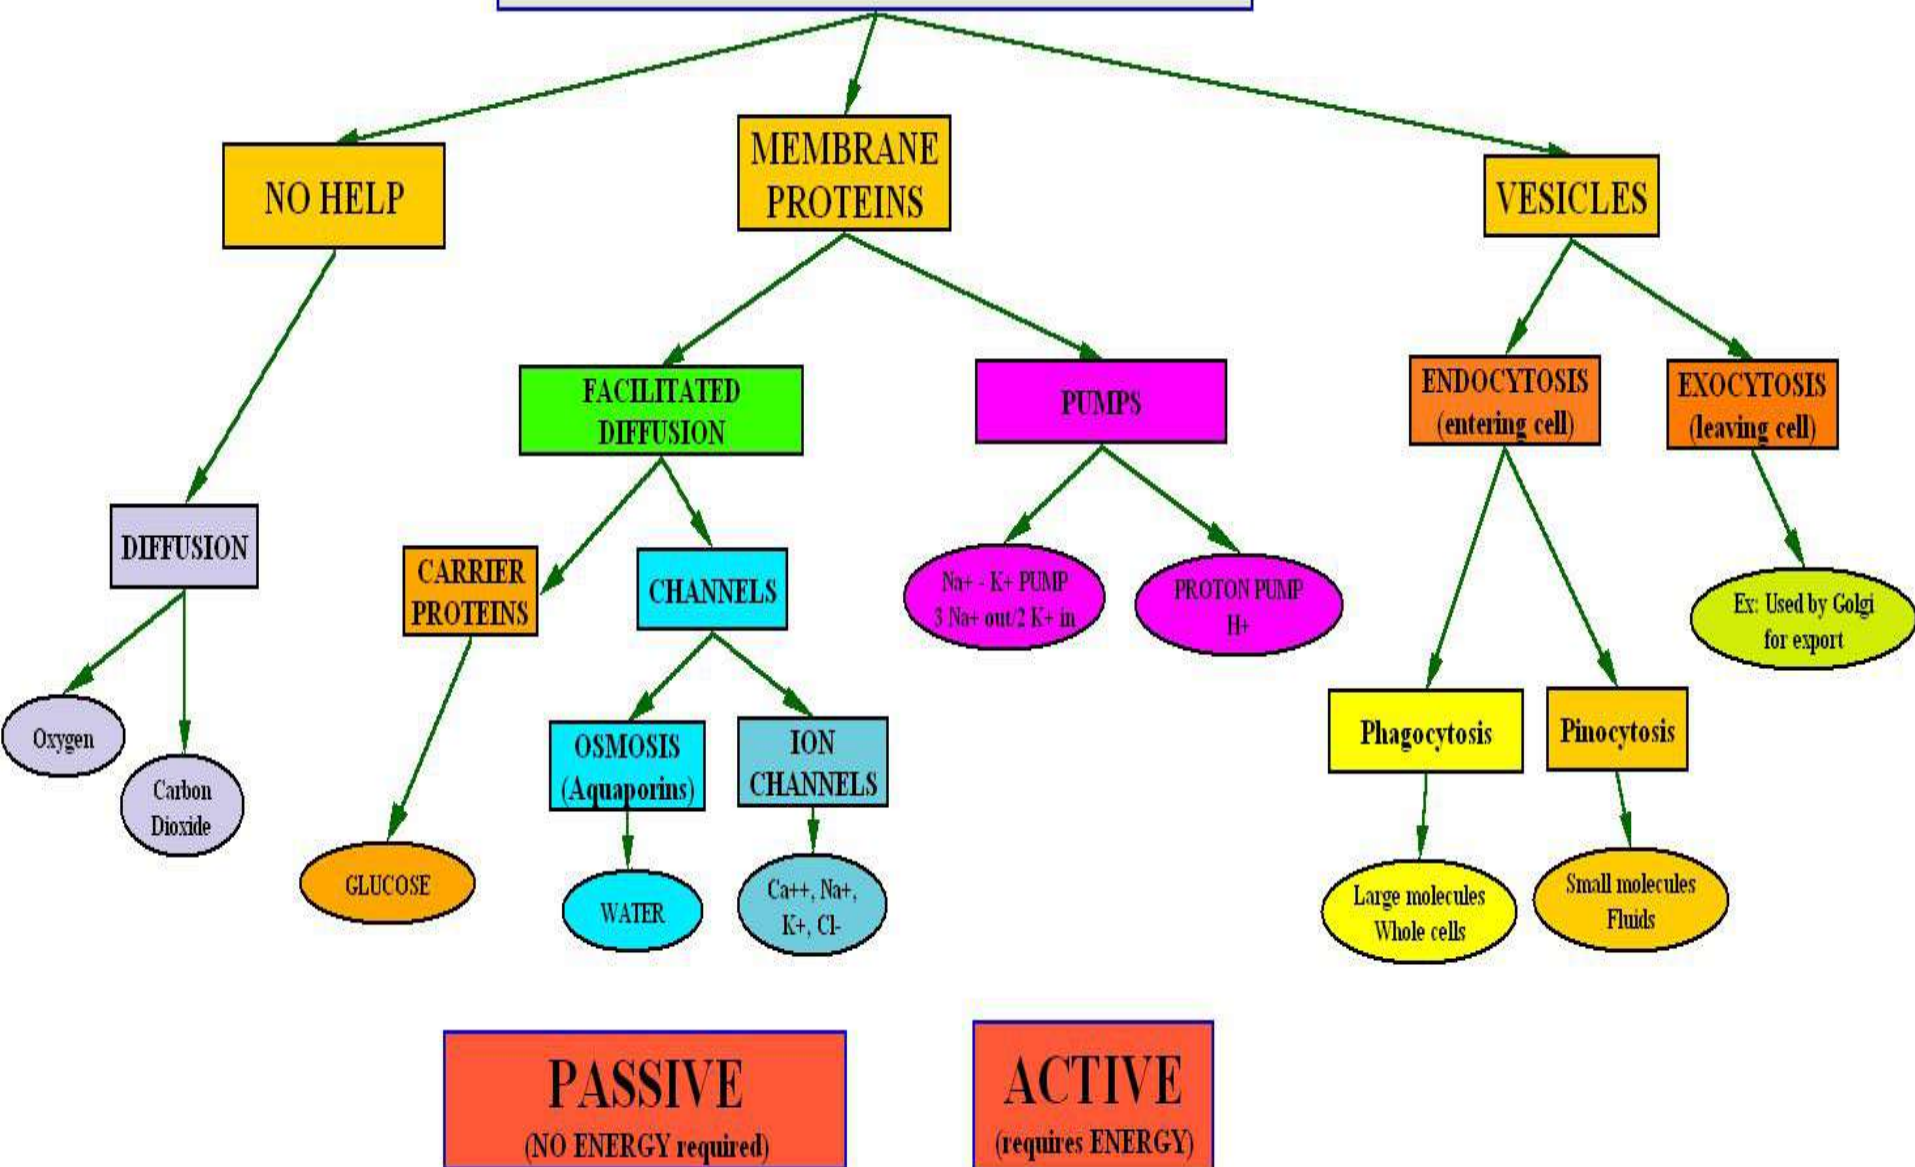 NO HELP
MEMBRANE
PROTEINS
VESICLES
FACILITATED
DIFFUSION
PUMPS
ENDOCYTOSIS
(entering cell)
EXOCYTOSIS
(leaving cell)
DIFFUSION
CARRIER
PROTEINS
CHANNELS
Na+ - K+ PUMP
3 Na+ out/2 K+ in
PROTON PUMP
H+
Ex: Used by Golgi
for export
Oxygen
Carbon
Dioxide
OSMOSIS
(Aquaporins)
ION
CHANNELS
Phagocytosis
Pinocytosis
GLUCOSE
WATER
Ca++, Na+,
K+, Cl-
Large molecules
Whole cells
Small molecules
Fluids
PASSIVE
(NO ENERGY required)
ACTIVE
(requires ENERGY)